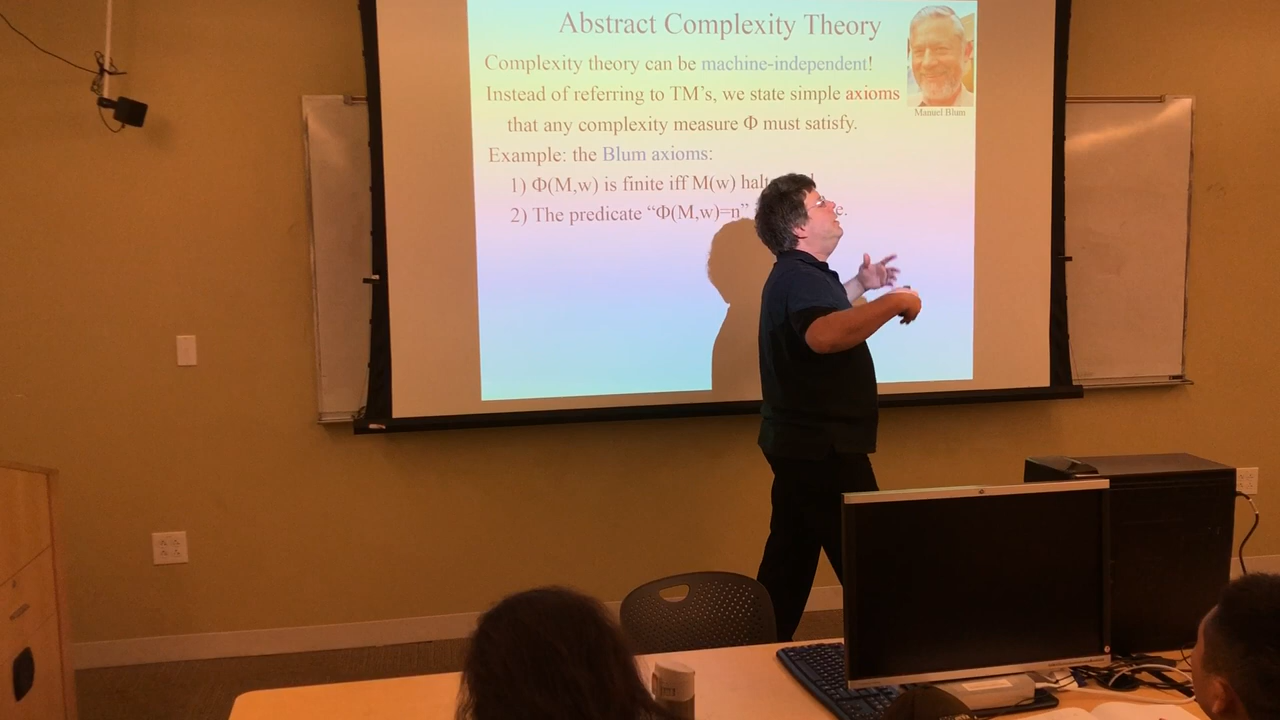 Abstract Complexity Theory
Complexity theory can be machine-independent!
Instead of referring to TM's, we state simple axioms
that any complexity measure Φ must satisfy.
Manuel Blum
Example: the Blum axioms:
1) Φ(M,w) is finite iff M(w)
2) The predicate “Φ(M,w)=n”